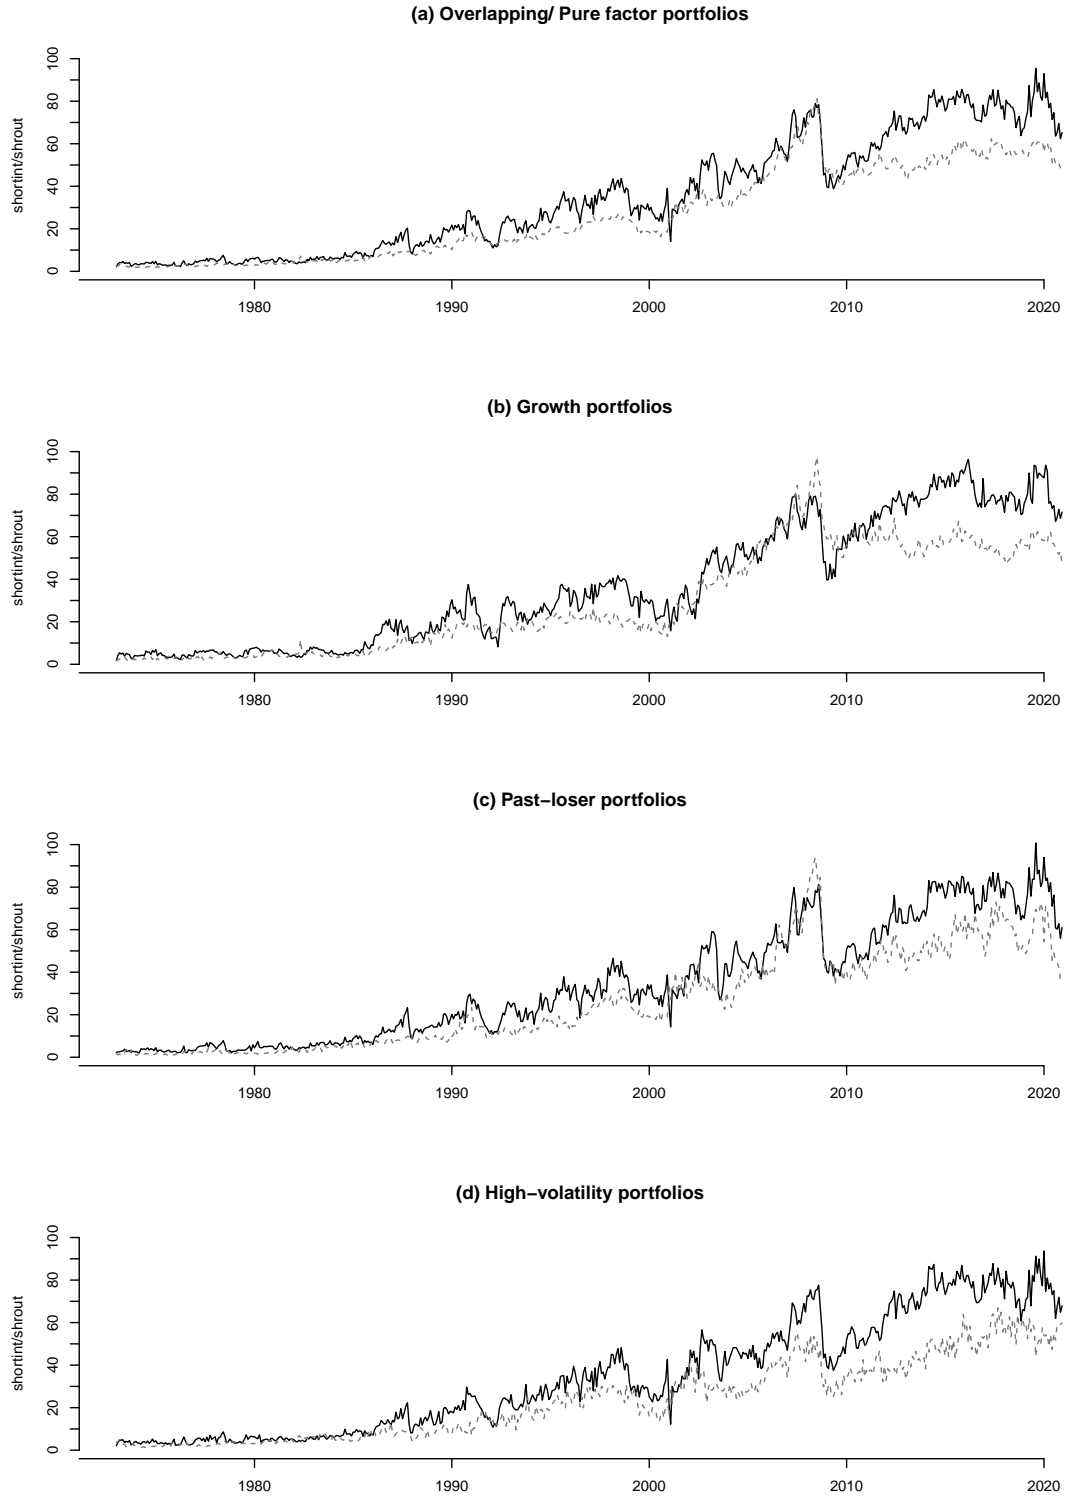 (a) Overlapping/ Pure factor portfolios
shortint/shrout
100
80
60
40
20
0
1980 1990 2000 2010 2020
(b) Growth portfolios
shortint/shrout
100
80
60
40
20
0
1980 1990 2000 2010 2020
(c) Past−loser portfolios
shortint/shrout
100
80
60
40
20
0
1980 1990 2000 2010 2020
(d) High−volatility portfolios
shortint/shrout
100
80
60
40
20
0
1980 1990 2000 2010 2020